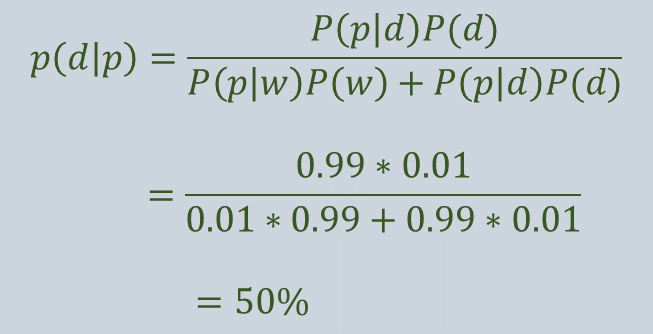 p(d|p) = P(p|d)P(d) / P(p|w)P(w) + P(p|d)P(d)
= 0.99 * 0.01 / 0.01 * 0.99 + 0.99 * 0.01
= 50%